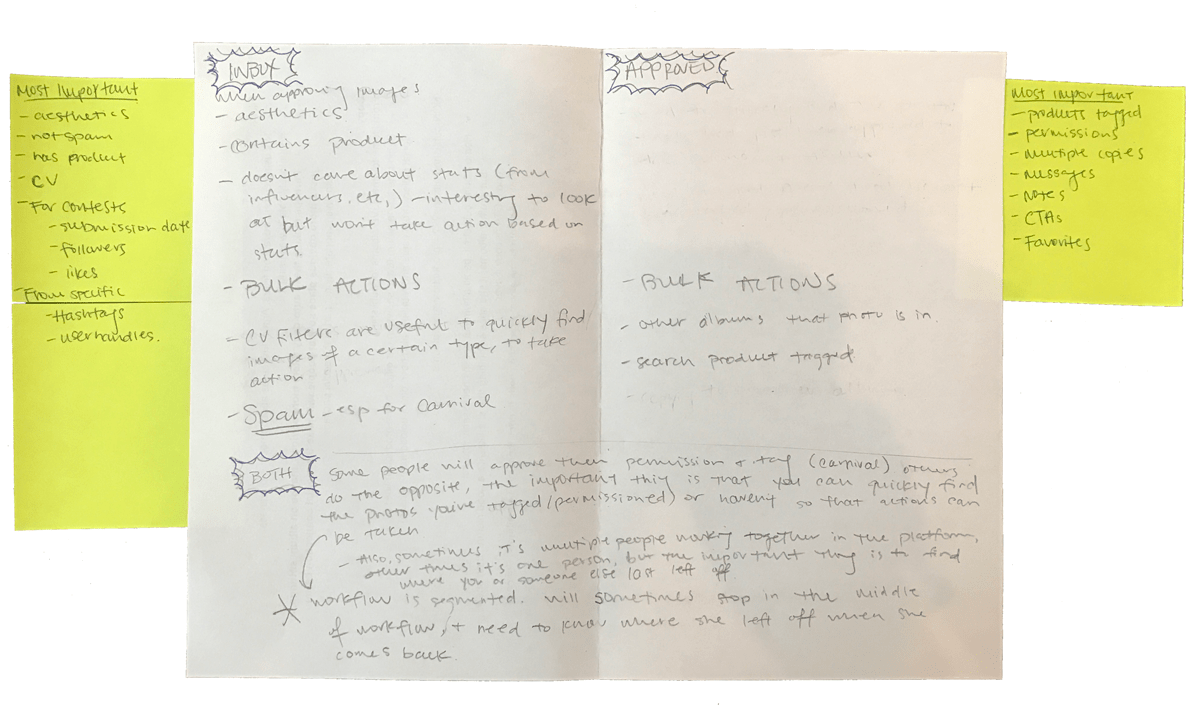 Most Important
- aesthetics
- not spam
- has product
- CV
- For contests
- submission date
- followers
- likes
- From specific
- Hashtags
- userhandles.
INBOX
When approving images
- aesthetics
- contains product
- doesn't care about stats (from
influencers, etc,) - interesting to look
at but won't take action based on
stats.
- BULK ACTIONS
- CV Filters are useful to quickly find
images of a certain type, to take
action
- Spam - esp for Carnival
APPROVED
- BULK ACTIONS
- other albums that photo is in.
- search product tagged
Most important
- products tagged
- permissions
- multiple copies
- messages
- Notes
- CTAs
- Favorites
BOTH
Some people will approve then permission + tag (carnival) others
do the opposite, the important thing is that you can quickly find
the photos you've tagged/permissioned) or haven't so that actions can
be taken
- Also, sometimes it's multiple people working together in the platform,
other times it's one person, but the important thing is to find
where you or someone else last left off.
* workflow is segmented. will sometimes stop in the middle
of workflow, + need to know where she left off when she
comes back.